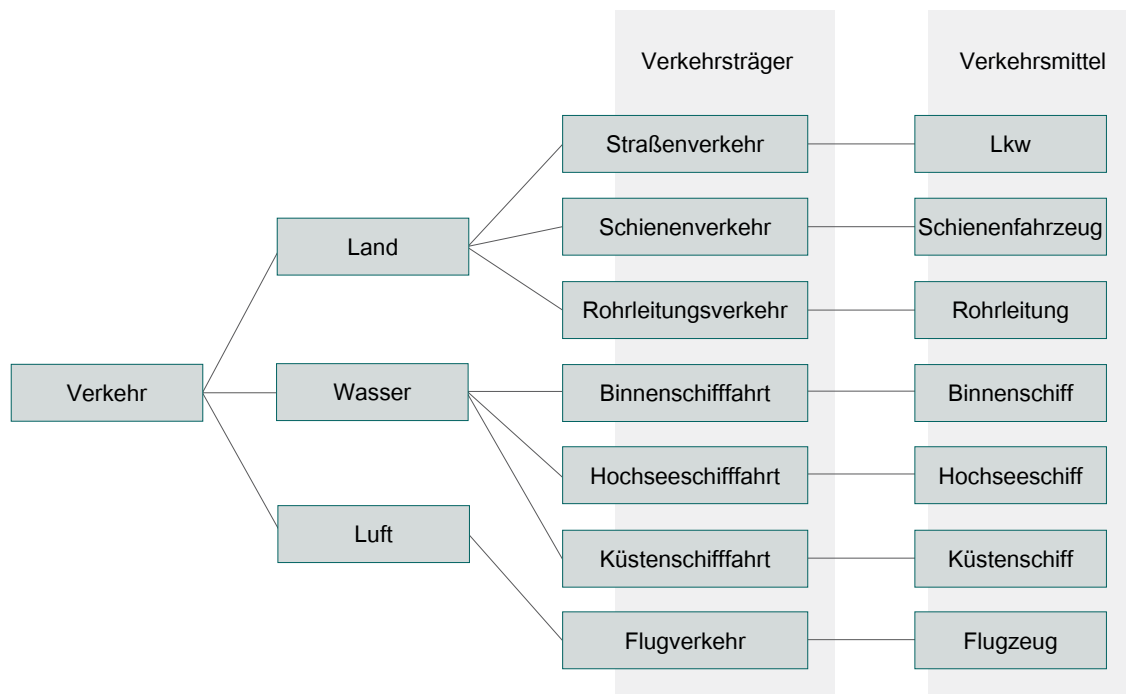 Verkehrsträger
Verkehrsmittel
Straßenverkehr
Lkw
Schienenverkehr
Schienenfahrzeug
Land
Rohrleitungsverkehr
Rohrleitung
Verkehr
Wasser
Binnenschifffahrt
Binnenschiff
Hochseeschifffahrt
Hochseeschiff
Luft
Küstenschifffahrt
Küstenschiff
Flugverkehr
Flugzeug